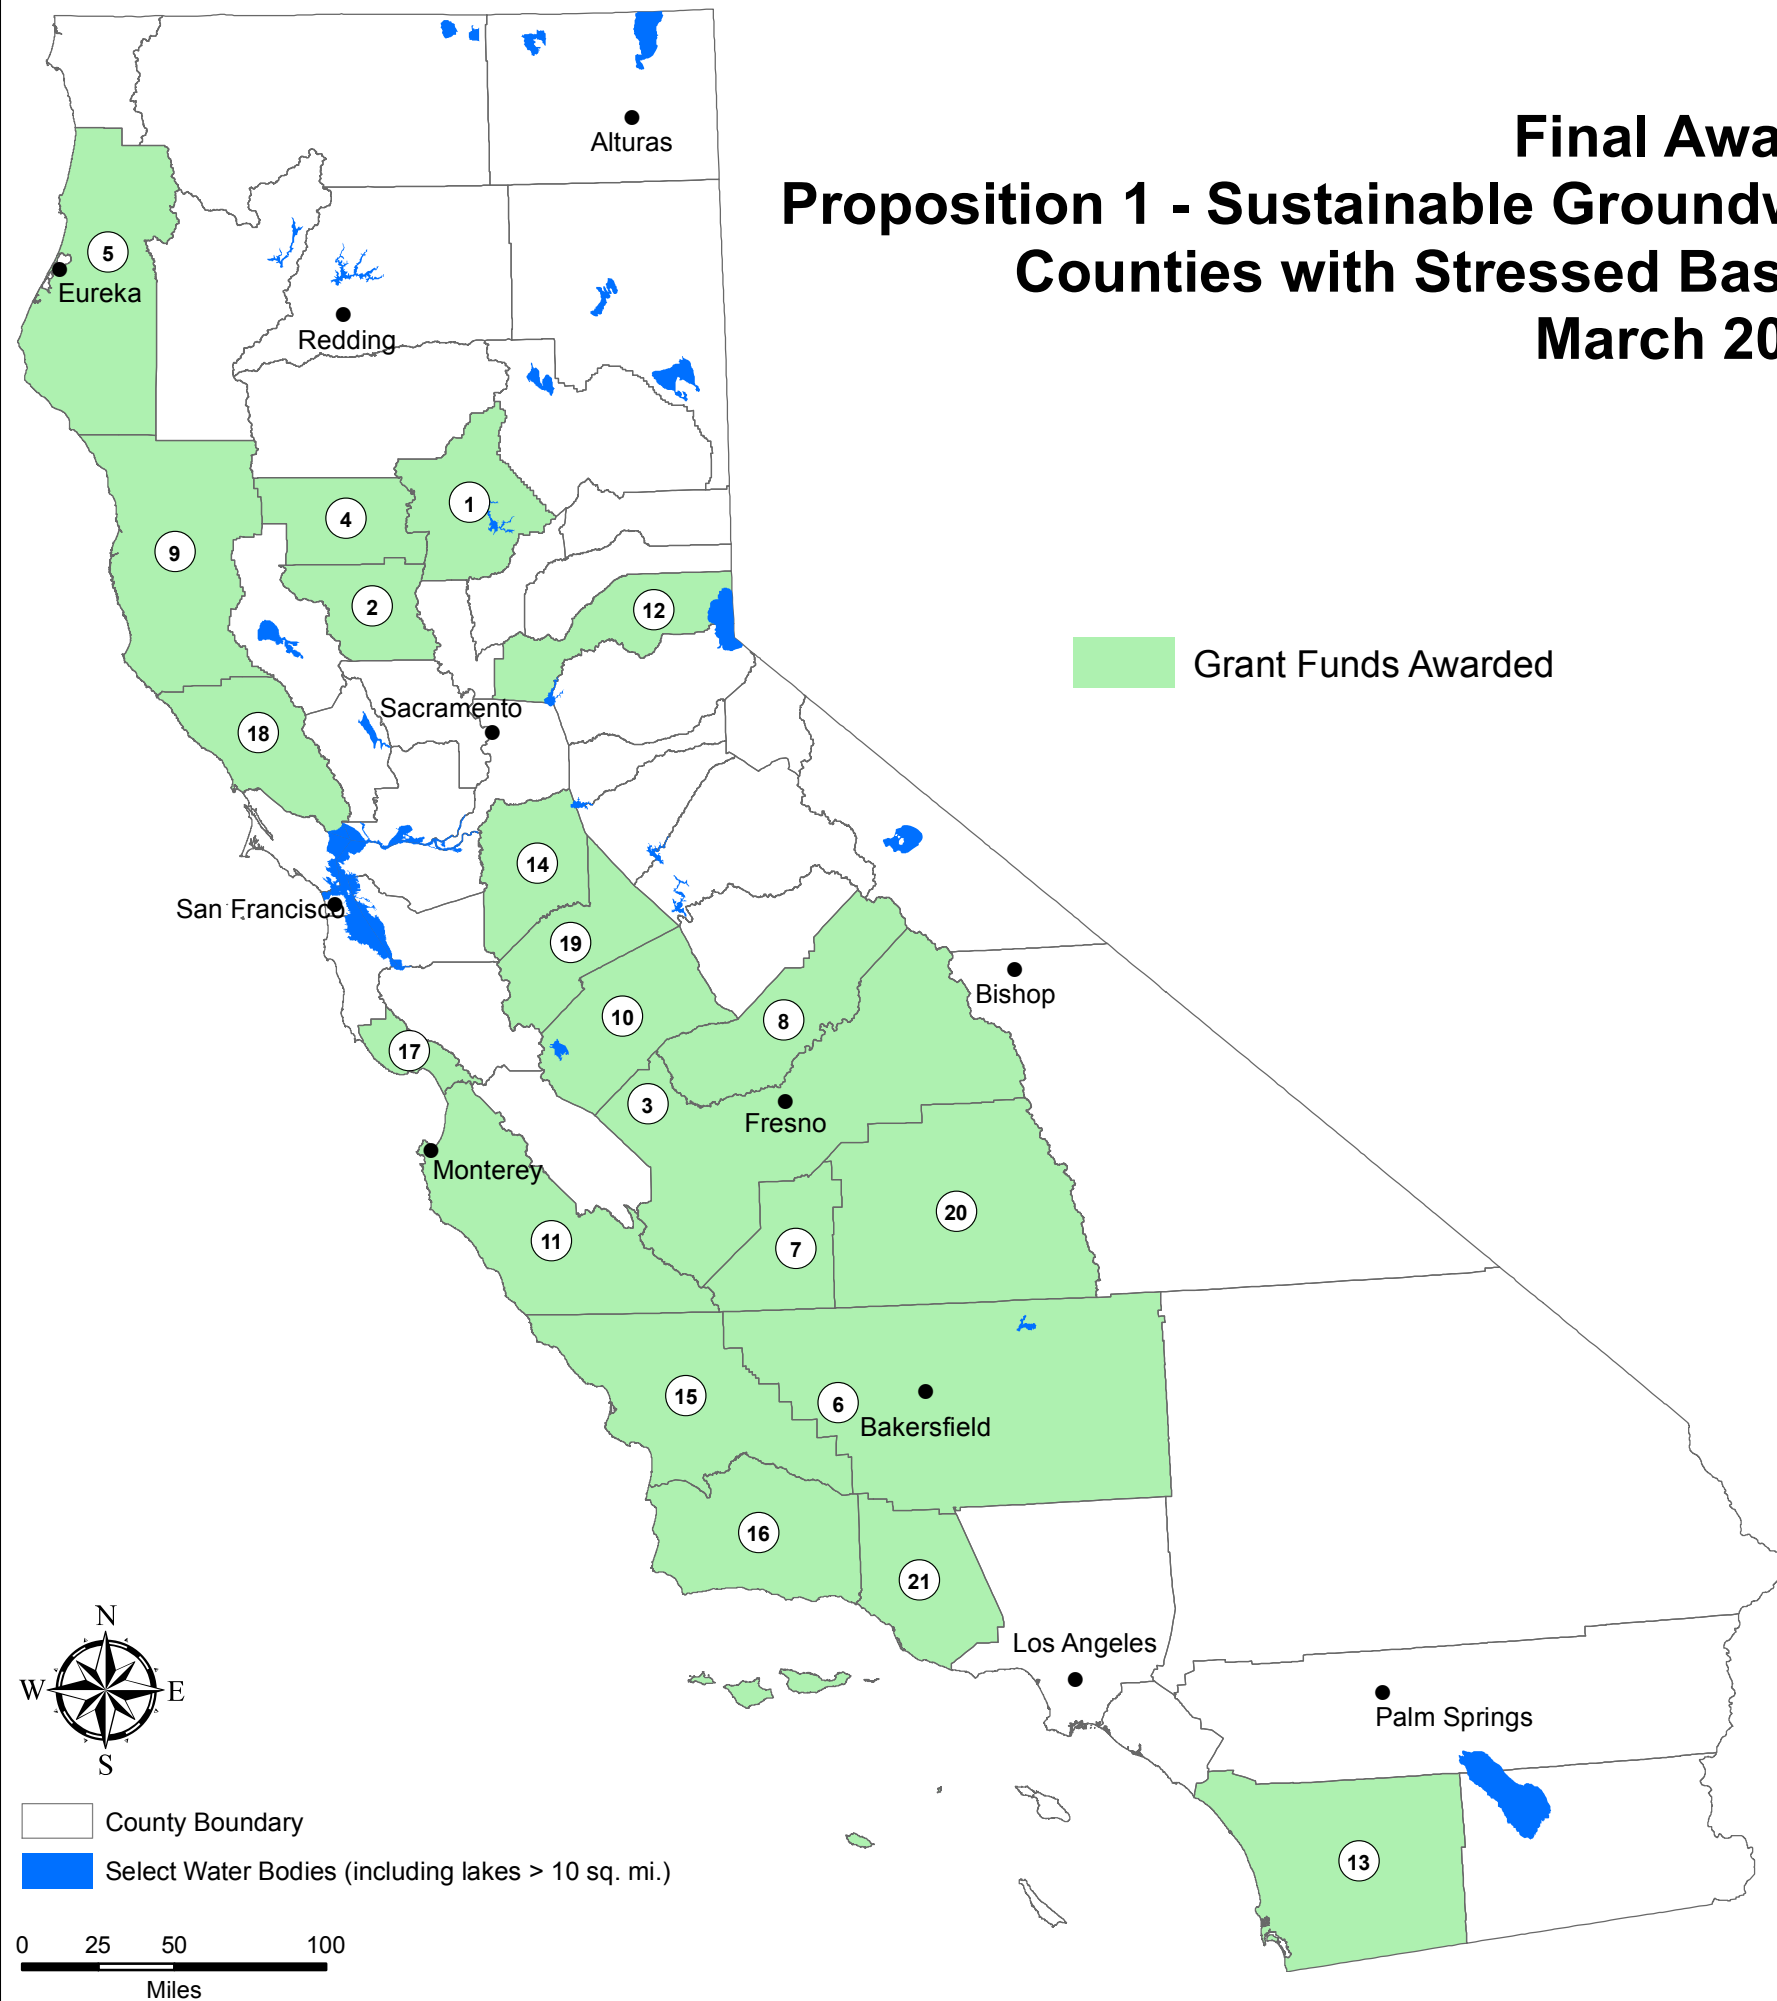 Final Awa
Proposition 1 - Sustainable Groundw
Counties with Stressed Bas
March 20
Alturas
5
Eureka
Redding
1
4
9
2
12
Grant Funds Awarded
Sacramento
18
14
San Francisco
19
Bishop
10
8
17
3
Fresno
Monterey
20
11
7
15
6
Bakersfield
16
21
N
W
E
S
Los Angeles
Palm Springs
County Boundary
13
Select Water Bodies (including lakes > 10 sq. mi.)
0 25 50 100
Miles